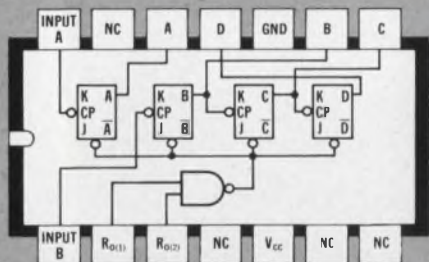 INPUT A
NC
A
D
GND
B
C
K A
CP
J A̅
K B
CP
J B̅
K C
CP
J C̅
K D
CP
J D̅
INPUT B
R0(1)
R0(2)
NC
VCC
NC
NC